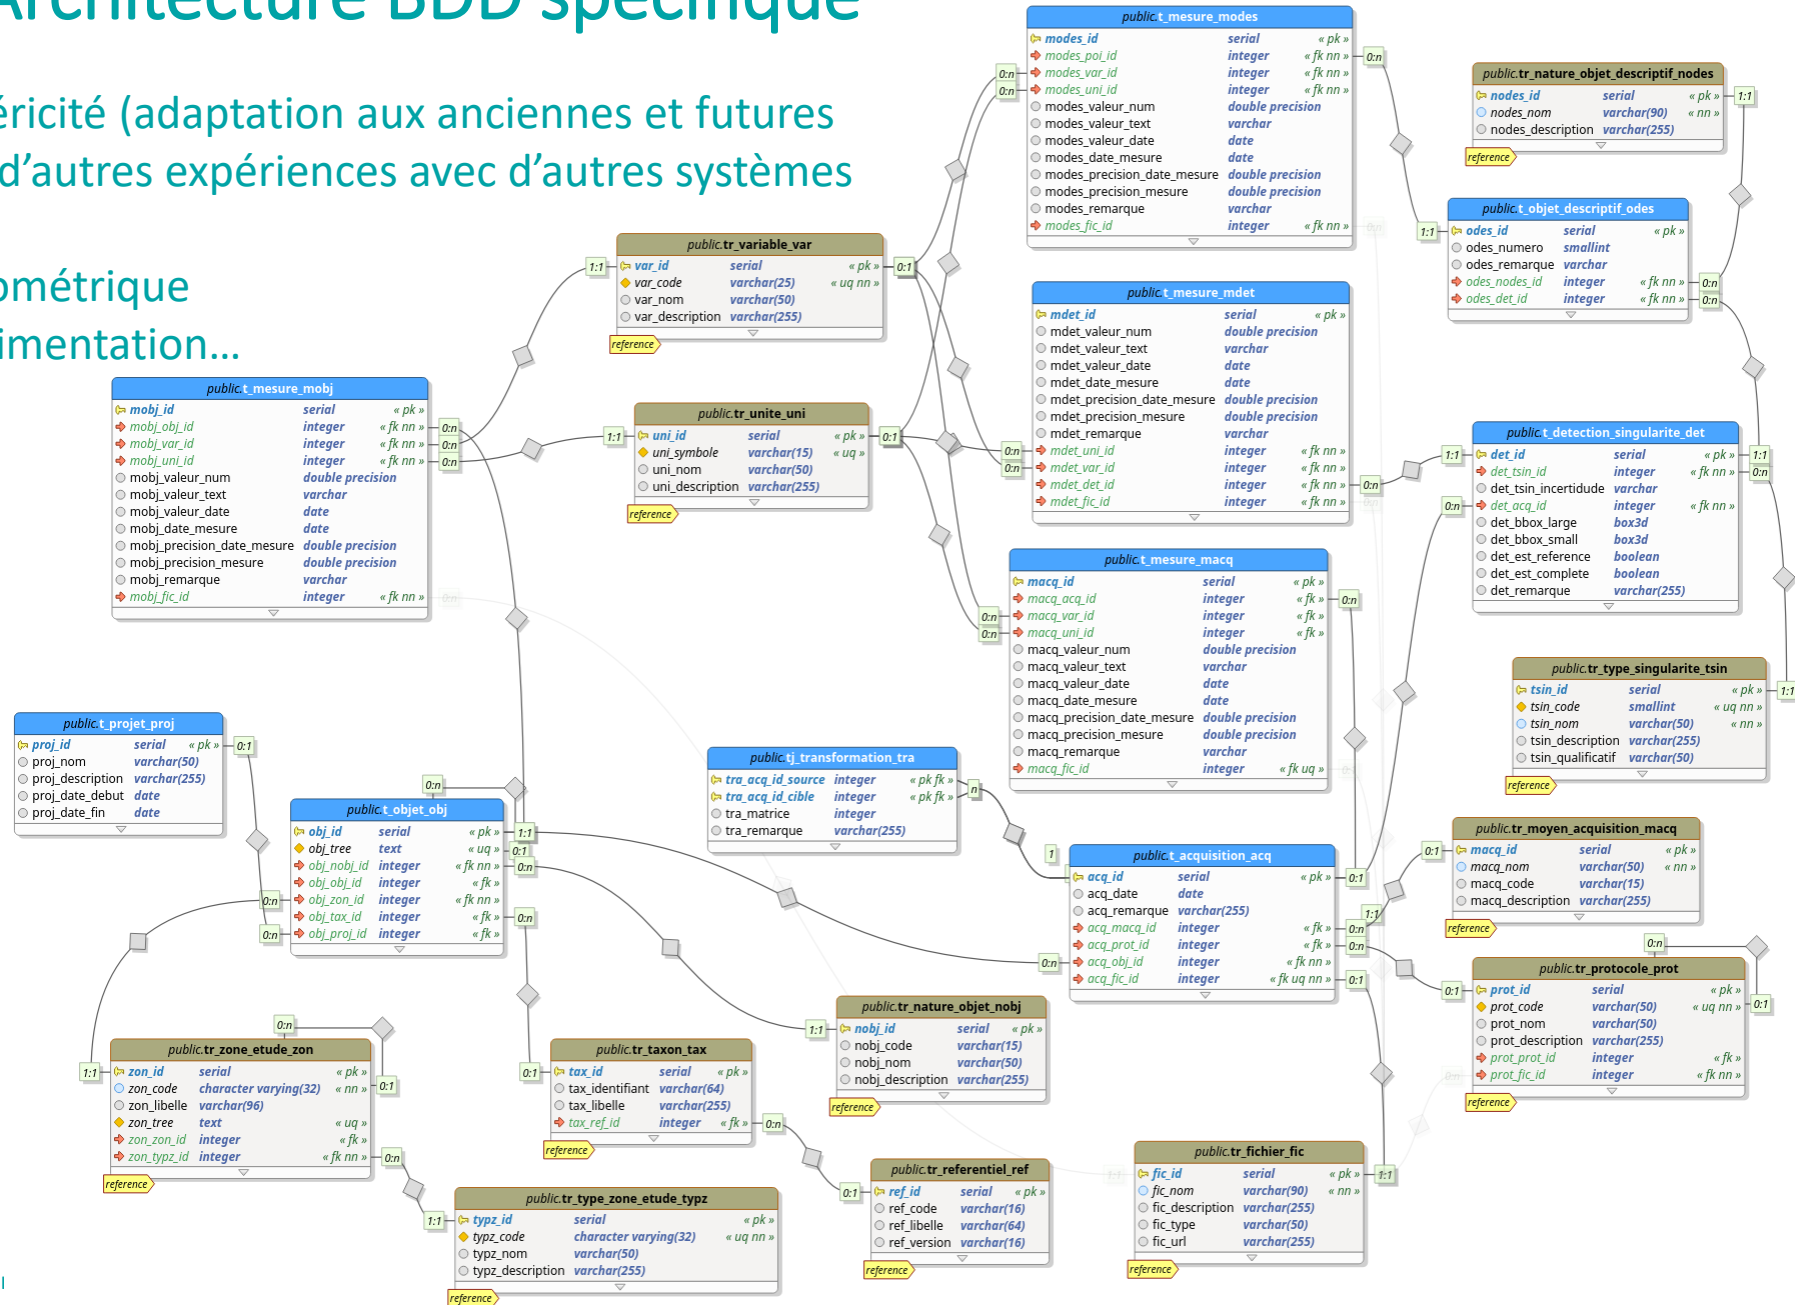 Architecture BDD spécifique
éricité (adaptation aux anciennes et futures
d’autres expériences avec d’autres systèmes
ométrique
imentation...
public.t_mesure_modes
modes_id serial « pk »
modes_poi_id integer « fk nn »
modes_var_id integer « fk nn »
modes_uni_id integer « fk nn »
modes_valeur_num double precision
modes_valeur_text varchar
modes_valeur_date date
modes_date_mesure date
modes_precision_date_mesure double precision
modes_precision_mesure double precision
modes_remarque varchar
modes_fic_id integer « fk nn »
public.tr_nature_objet_descriptif_nodes
nodes_id serial « pk »
nodes_nom varchar(90) « nn »
nodes_description varchar(255)
reference
public.t_objet_descriptif_odes
odes_id serial « pk »
odes_numero smallint
odes_remarque varchar
odes_nodes_id integer « fk nn »
odes_det_id integer « fk nn »
public.tr_variable_var
var_id serial « pk »
var_code varchar(25) « uq nn »
var_nom varchar(50)
var_description varchar(255)
reference
public.t_mesure_mdet
mdet_id serial « pk »
mdet_valeur_num double precision
mdet_valeur_text varchar
mdet_valeur_date date
mdet_date_mesure date
mdet_precision_date_mesure double precision
mdet_precision_mesure double precision
mdet_remarque varchar
mdet_uni_id integer « fk nn »
mdet_var_id integer « fk nn »
mdet_det_id integer « fk nn »
mdet_fic_id integer « fk nn »
public.t_mesure_mobj
mobj_id serial « pk »
mobj_obj_id integer « fk nn »
mobj_var_id integer « fk nn »
mobj_uni_id integer « fk nn »
mobj_valeur_num double precision
mobj_valeur_text varchar
mobj_valeur_date date
mobj_date_mesure date
mobj_precision_date_mesure double precision
mobj_precision_mesure double precision
mobj_remarque varchar
mobj_fic_id integer « fk nn »
public.tr_unite_uni
uni_id serial « pk »
uni_symbole varchar(15) « uq »
uni_nom varchar(50)
uni_description varchar(255)
reference
public.t_detection_singularite_det
det_id serial « pk »
det_tsin_id integer « fk nn »
det_tsin_incertidude varchar
det_acq_id integer « fk nn »
det_bbox_large box3d
det_bbox_small box3d
det_est_reference boolean
det_est_complete boolean
det_remarque varchar(255)
public.t_mesure_macq
macq_id serial « pk »
macq_acq_id integer « fk »
macq_var_id integer « fk »
macq_uni_id integer « fk »
macq_valeur_num double precision
macq_valeur_text varchar
macq_valeur_date date
macq_date_mesure date
macq_precision_date_mesure double precision
macq_precision_mesure double precision
macq_remarque varchar
macq_fic_id integer « fk uq »
public.tr_type_singularite_tsin
tsin_id serial « pk »
tsin_code smallint « uq nn »
tsin_nom varchar(50) « nn »
tsin_description varchar(255)
tsin_qualificatif varchar(50)
reference
public.t_projet_proj
proj_id serial « pk »
proj_nom varchar(50)
proj_description varchar(255)
proj_date_debut date
proj_date_fin date
public.t_objet_obj
obj_id serial « pk »
obj_tree text « uq »
obj_nobj_id integer « fk nn »
obj_obj_id integer « fk »
obj_zon_id integer « fk nn »
obj_tax_id integer « fk »
obj_proj_id integer « fk »
public.tj_transformation_tra
tra_acq_id_source integer « pk fk »
tra_acq_id_cible integer « pk fk »
tra_matrice integer
tra_remarque varchar(255)
public.t_acquisition_acq
acq_id serial « pk »
acq_date date
acq_remarque varchar(255)
acq_macq_id integer « fk »
acq_prot_id integer « fk »
acq_obj_id integer « fk nn »
acq_fic_id integer « fk uq nn »
public.tr_moyen_acquisition_macq
macq_id serial « pk »
macq_nom varchar(50) « nn »
macq_code varchar(15)
macq_description varchar(255)
reference
public.tr_protocole_prot
prot_id serial « pk »
prot_code varchar(50) « uq nn »
prot_nom varchar(50)
prot_description varchar(255)
prot_prot_id integer « fk »
prot_fic_id integer « fk nn »
reference
public.tr_nature_objet_nobj
nobj_id serial « pk »
nobj_code varchar(15)
nobj_nom varchar(50)
nobj_description varchar(255)
reference
public.tr_zone_etude_zon
zon_id serial « pk »
zon_code character varying(32) « nn »
zon_libelle varchar(96)
zon_tree text « uq »
zon_zon_id integer « fk »
zon_typz_id integer « fk nn »
reference
public.tr_taxon_tax
tax_id serial « pk »
tax_identifiant varchar(64)
tax_libelle varchar(255)
tax_ref_id integer « fk »
reference
public.tr_referentiel_ref
ref_id serial « pk »
ref_code varchar(16)
ref_libelle varchar(64)
ref_version varchar(16)
reference
public.tr_fichier_fic
fic_id serial « pk »
fic_nom varchar(90) « nn »
fic_description varchar(255)
fic_type varchar(50)
fic_url varchar(255)
reference
public.tr_type_zone_etude_typz
typz_id serial « pk »
typz_code character varying(32) « uq nn »
typz_nom varchar(50)
typz_description varchar(255)
reference